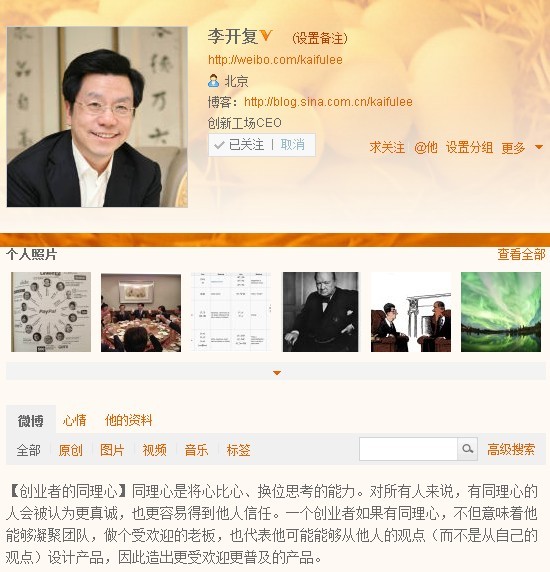 李开复 (设置备注)
http://weibo.com/kaifulee
北京
博客：http://blog.sina.com.cn/kaifulee
创新工场CEO
已关注 | 取消
求关注 @他 设置分组 更多
个人照片 查看全部
PayPal
微博 心情 他的资料
全部 原创 图片 视频 音乐 标签 高级搜索
【创业者的同理心】同理心是将心比心、换位思考的能力。对所有人来说，有同理心的
人会被认为更真诚，也更容易得到他人信任。一个创业者如果有同理心，不但意味着他
能够凝聚团队，做个受欢迎的老板，也代表他可能能够从他人的观点（而不是从自己的
观点）设计产品，因此造出更受欢迎更普及的产品。